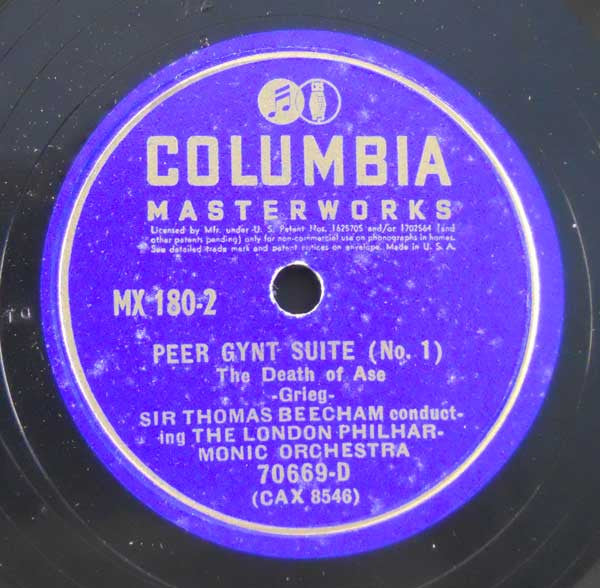 COLUMBIA
MASTERWORKS
Licensed by Mfr. under U. S. Patent Nos. 1625705 and/or 1702564 (and
other patents pending) only for non-commercial use on phonographs in homes.
See detailed trade mark and patent notices on envelope. Made in U. S. A.
MX 180-2
PEER GYNT SUITE (No. 1)
The Death of Ase
-Grieg-
SIR THOMAS BEECHAM conduct-
ing THE LONDON PHILHAR-
MONIC ORCHESTRA
70669-D
(CAX 8546)